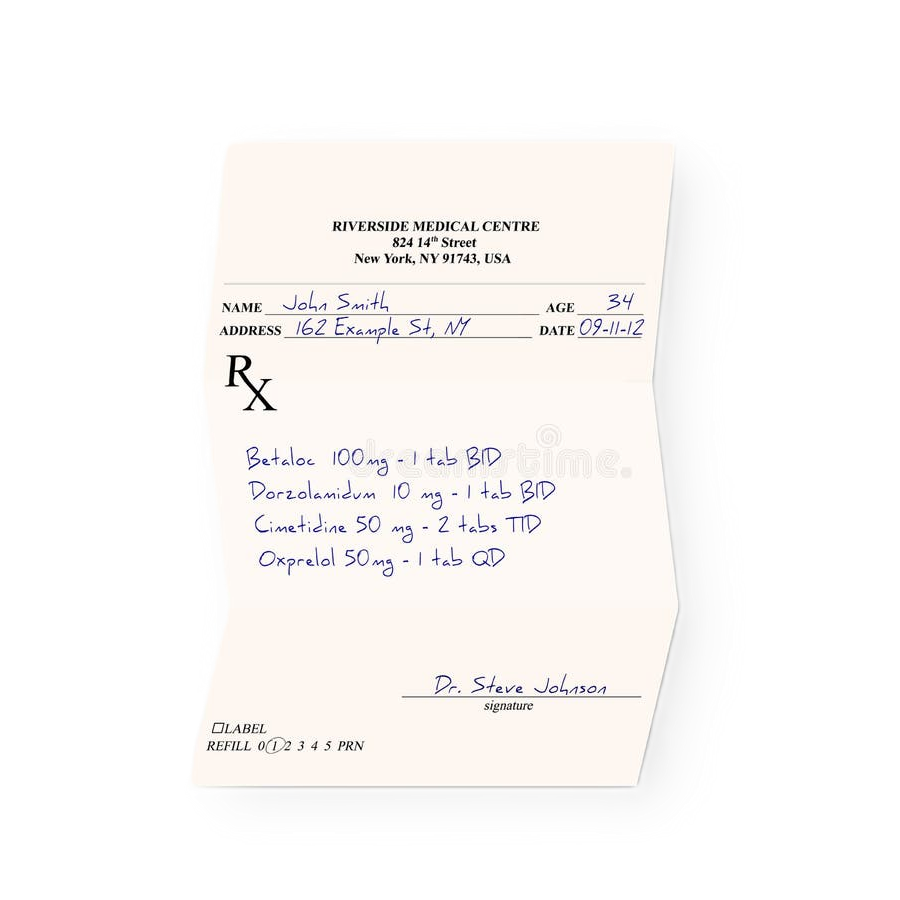 RIVERSIDE MEDICAL CENTRE
824 14th Street
New York, NY 91743, USA
NAME John Smith AGE 34
ADDRESS 162 Example St, NY DATE 09-11-12
RX
Betaloc 100mg - 1 tab BID
dreamstime.
Dorzolamidum 10 mg - 1 tab BID
Cimetidine 50 mg - 2 tabs TID
Oxprelol 50mg - 1 tab QD
Dr. Steve Johnson
signature
LABEL
REFILL 0 1 2 3 4 5 PRN